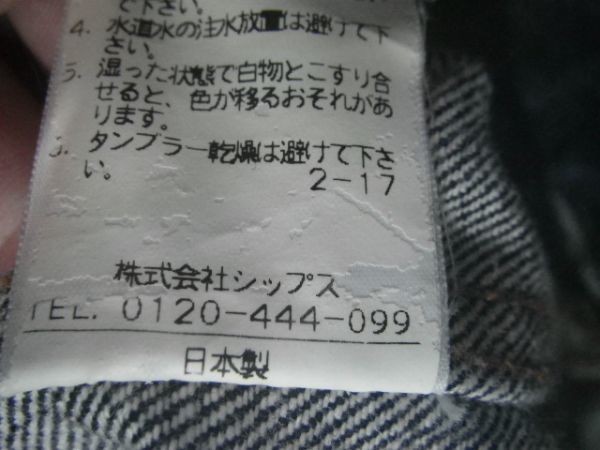 で下さい。
4. 水道水の注水放置は避けて下
さい。
5. 湿った状態で白物とこすり合
せると、色が移るおそれがあ
ります。
タンブラー乾燥は避けて下さ
い。
2-17
株式会社シップス
TEL. 0120-444-099
日本製